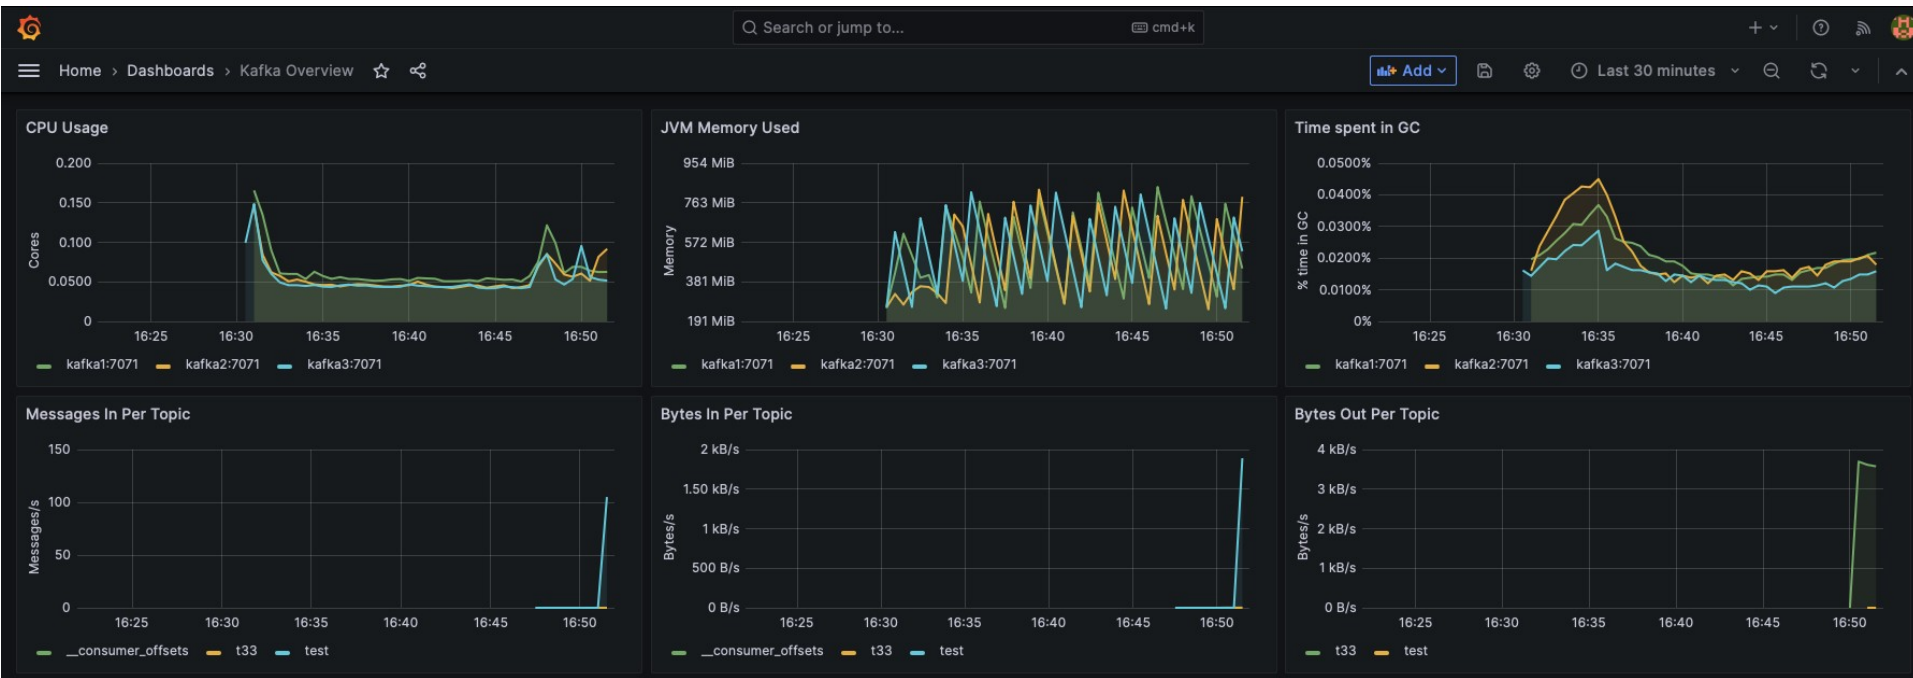 Search or jump to... cmd+k
Home › Dashboards › Kafka Overview Add Last 30 minutes
CPU Usage
Cores
0.200
0.150
0.100
0.0500
0
16:25 16:30 16:35 16:40 16:45 16:50
kafka1:7071 kafka2:7071 kafka3:7071
JVM Memory Used
Memory
954 MiB
763 MiB
572 MiB
381 MiB
191 MiB
16:25 16:30 16:35 16:40 16:45 16:50
kafka1:7071 kafka2:7071 kafka3:7071
Time spent in GC
% time in GC
0.0500%
0.0400%
0.0300%
0.0200%
0.0100%
0%
16:25 16:30 16:35 16:40 16:45 16:50
kafka1:7071 kafka2:7071 kafka3:7071
Messages In Per Topic
Messages/s
150
100
50
0
16:25 16:30 16:35 16:40 16:45 16:50
__consumer_offsets t33 test
Bytes In Per Topic
Bytes/s
2 kB/s
1.50 kB/s
1 kB/s
500 B/s
0 B/s
16:25 16:30 16:35 16:40 16:45 16:50
__consumer_offsets t33 test
Bytes Out Per Topic
Bytes/s
4 kB/s
3 kB/s
2 kB/s
1 kB/s
0 B/s
16:25 16:30 16:35 16:40 16:45 16:50
t33 test